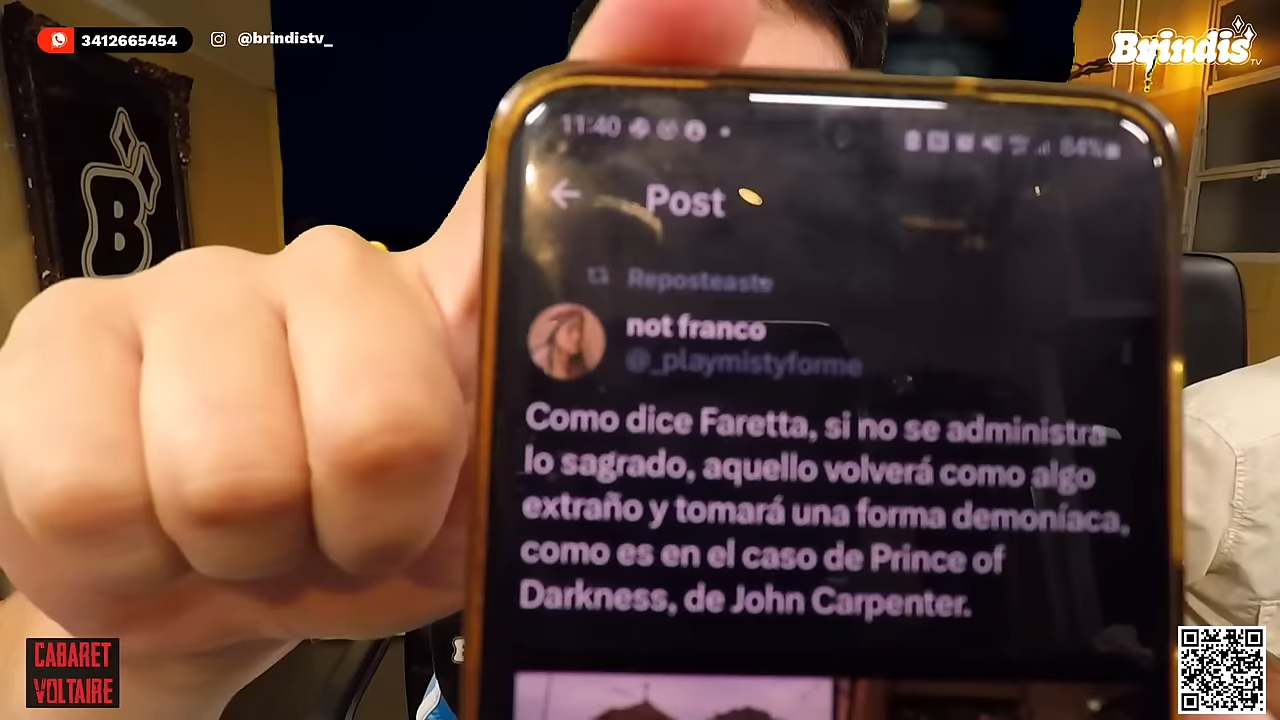 3412665454
@brindistv_
Brindis
TV
B
11:40
84%
Post
Reposteaste
not franco
@_playmistyforme
Como dice Faretta, si no se administra
lo sagrado, aquello volverá como algo
extraño y tomará una forma demoníaca,
como es en el caso de Prince of
Darkness, de John Carpenter.
CABARET
VOLTAIRE